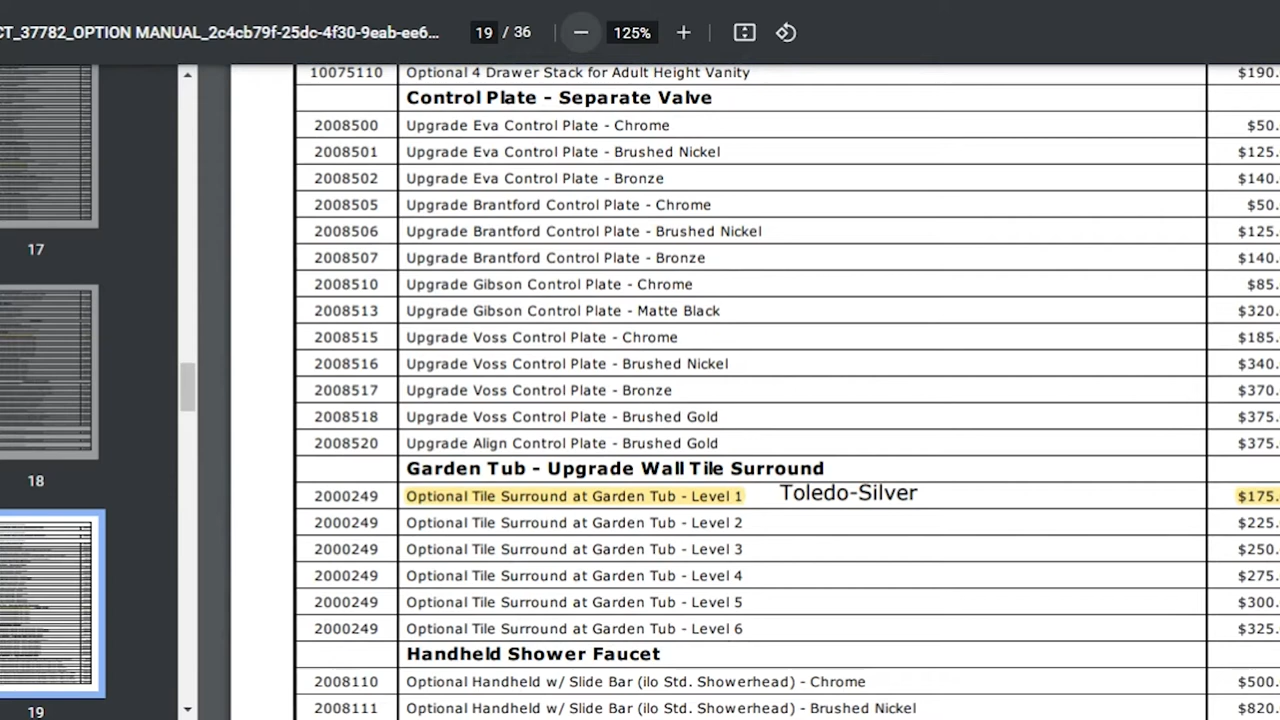 CT_37782_OPTION MANUAL_2c4cb79f-25dc-4f30-9eab-ee6... 19 / 36 125%
10075110 Optional 4 Drawer Stack for Adult Height Vanity $190.
Control Plate - Separate Valve
2008500 Upgrade Eva Control Plate - Chrome $50.
2008501 Upgrade Eva Control Plate - Brushed Nickel $125.
2008502 Upgrade Eva Control Plate - Bronze $140.
2008505 Upgrade Brantford Control Plate - Chrome $50.
2008506 Upgrade Brantford Control Plate - Brushed Nickel $125.
2008507 Upgrade Brantford Control Plate - Bronze $140.
2008510 Upgrade Gibson Control Plate - Chrome $85.
2008513 Upgrade Gibson Control Plate - Matte Black $320.
2008515 Upgrade Voss Control Plate - Chrome $185.
2008516 Upgrade Voss Control Plate - Brushed Nickel $340.
2008517 Upgrade Voss Control Plate - Bronze $370.
2008518 Upgrade Voss Control Plate - Brushed Gold $375.
2008520 Upgrade Align Control Plate - Brushed Gold $375.
Garden Tub - Upgrade Wall Tile Surround
2000249 Optional Tile Surround at Garden Tub - Level 1 Toledo-Silver $175.
2000249 Optional Tile Surround at Garden Tub - Level 2 $225.
2000249 Optional Tile Surround at Garden Tub - Level 3 $250.
2000249 Optional Tile Surround at Garden Tub - Level 4 $275.
2000249 Optional Tile Surround at Garden Tub - Level 5 $300.
2000249 Optional Tile Surround at Garden Tub - Level 6 $325.
Handheld Shower Faucet
2008110 Optional Handheld w/ Slide Bar (ilo Std. Showerhead) - Chrome $500.
2008111 Optional Handheld w/ Slide Bar (ilo Std. Showerhead) - Brushed Nickel $820.
17
18
19